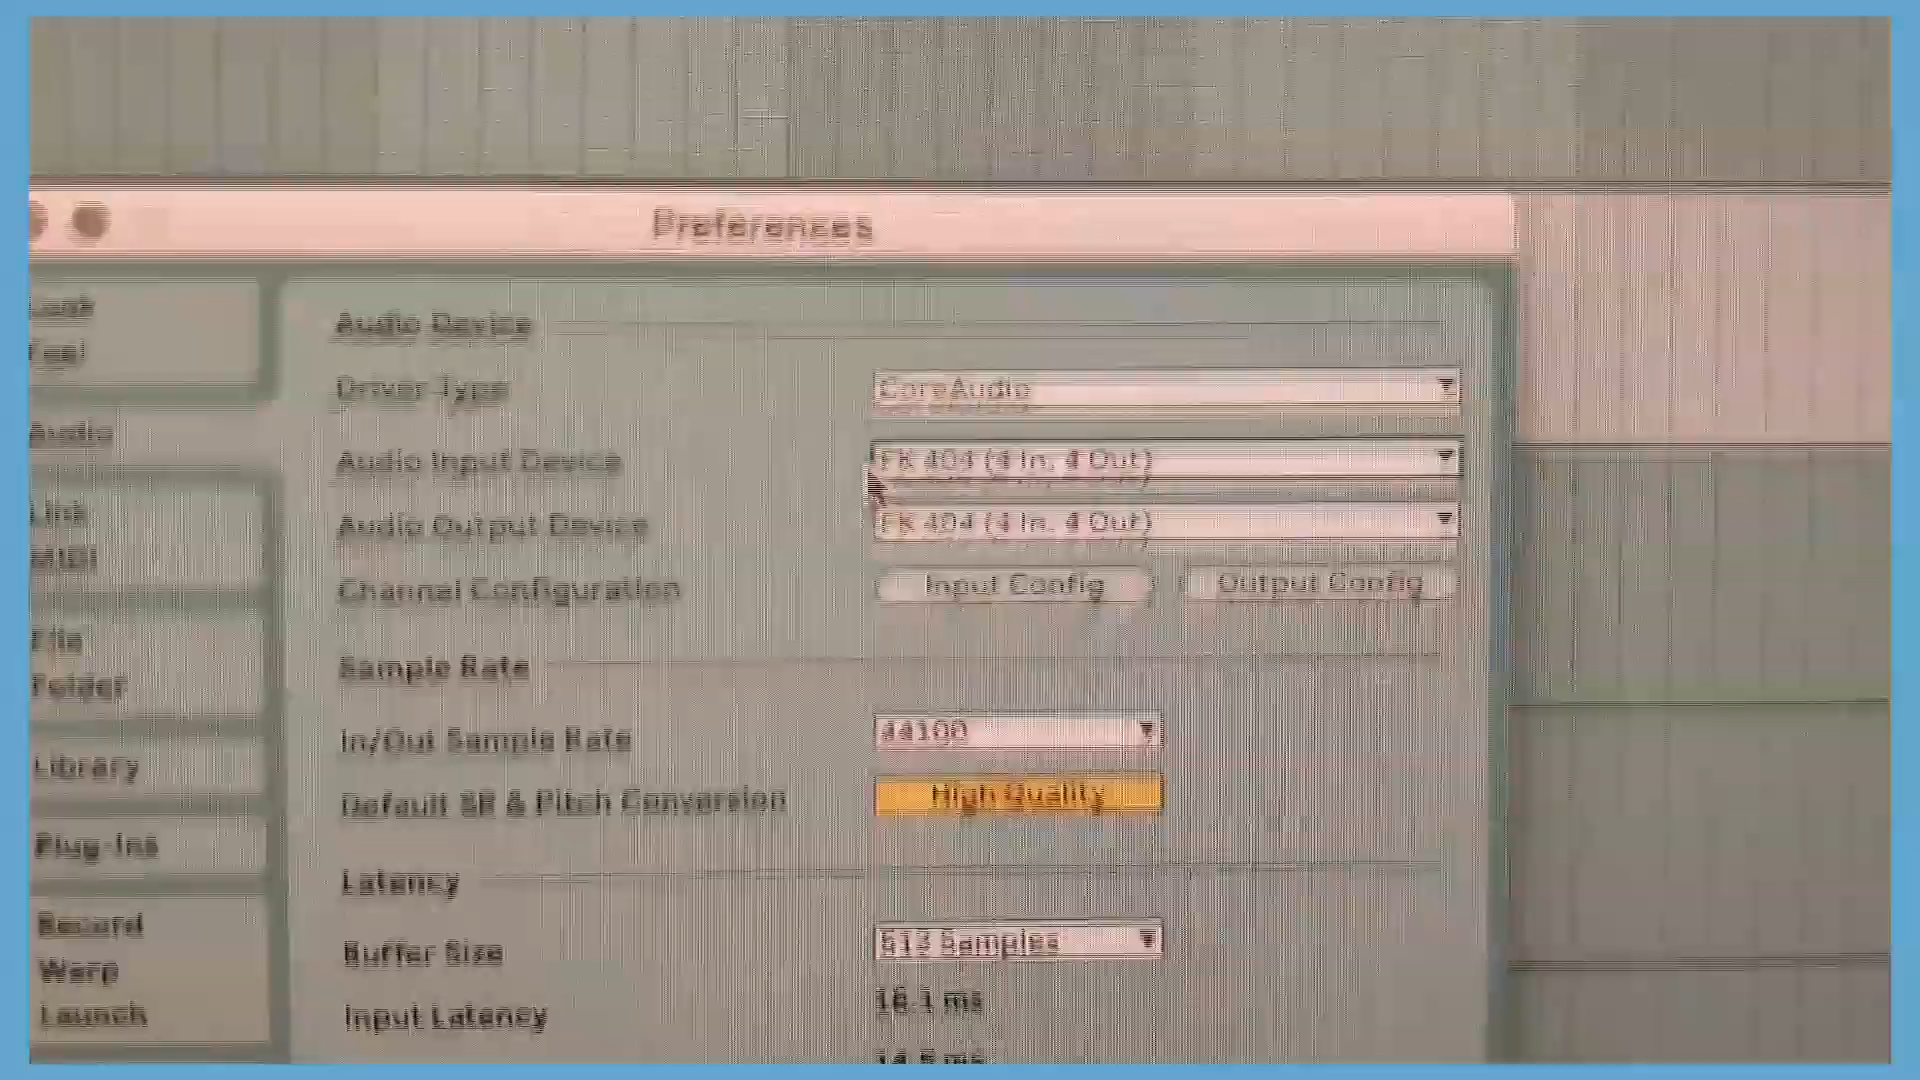 Preferences
Look
Feel
Audio
Link
MIDI
File
Folder
Library
Plug-Ins
Record
Warp
Launch
Audio Device
Driver Type
CoreAudio
Audio Input Device
FK 404 (4 In, 4 Out)
Audio Output Device
FK 404 (4 In, 4 Out)
Channel Configuration
Input Config
Output Config
Sample Rate
In/Out Sample Rate
44100
Default SR & Pitch Conversion
High Quality
Latency
Buffer Size
512 Samples
Input Latency
ms
ms